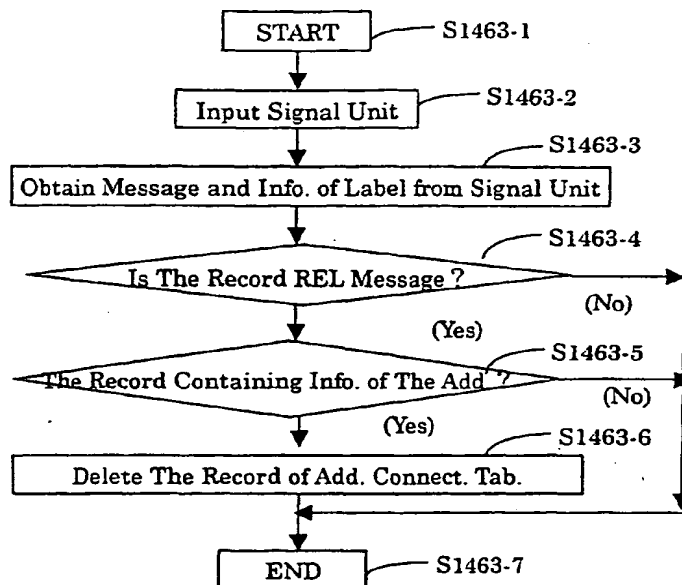 START
S1463-1
Input Signal Unit
S1463-2
S1463-3
Obtain Message and Info. of Label from Signal Unit
S1463-4
Is The Record REL Message ?
(No)
(Yes)
S1463-5
The Record Containing Info. of The Add ?
(No)
(Yes)
S1463-6
Delete The Record of Add. Connect. Tab.
END
S1463-7